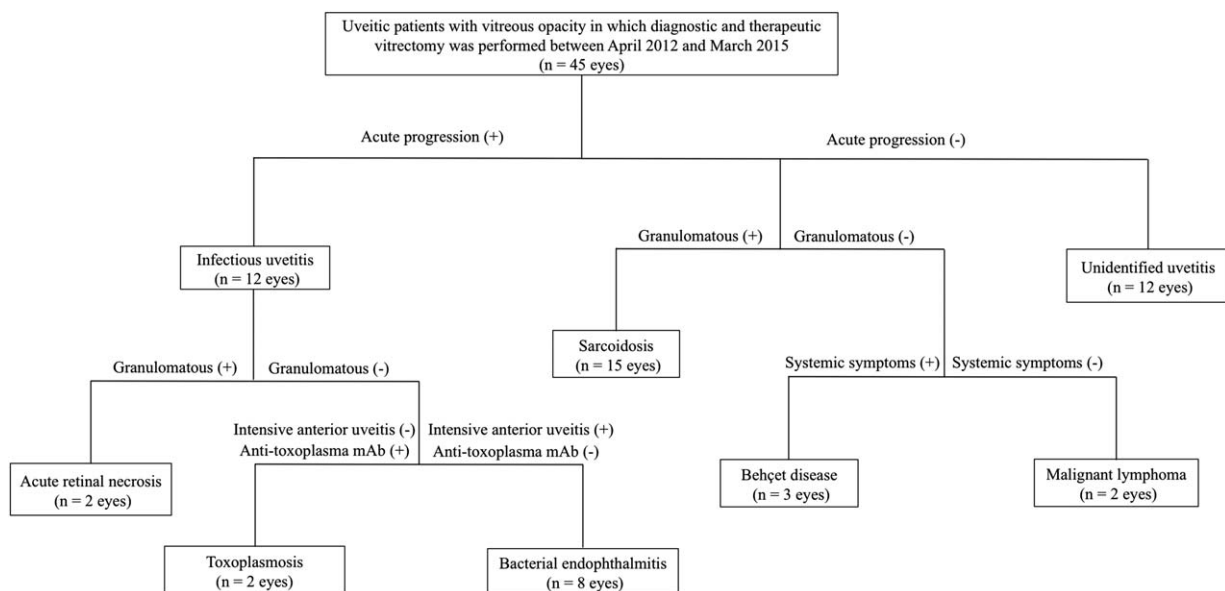 Uveitic patients with vitreous opacity in which diagnostic and therapeutic
vitrectomy was performed between April 2012 and March 2015
(n = 45 eyes)
Acute progression (+)
Acute progression (-)
Granulomatous (+)
Granulomatous (-)
Infectious uvetitis
(n = 12 eyes)
Unidentified uvetitis
(n = 12 eyes)
Sarcoidosis
(n = 15 eyes)
Granulomatous (+)
Granulomatous (-)
Systemic symptoms (+)
Systemic symptoms (-)
Intensive anterior uveitis (-)
Anti-toxoplasma mAb (+)
Intensive anterior uveitis (+)
Anti-toxoplasma mAb (-)
Acute retinal necrosis
(n = 2 eyes)
Behçet disease
(n = 3 eyes)
Malignant lymphoma
(n = 2 eyes)
Toxoplasmosis
(n = 2 eyes)
Bacterial endophthalmitis
(n = 8 eyes)